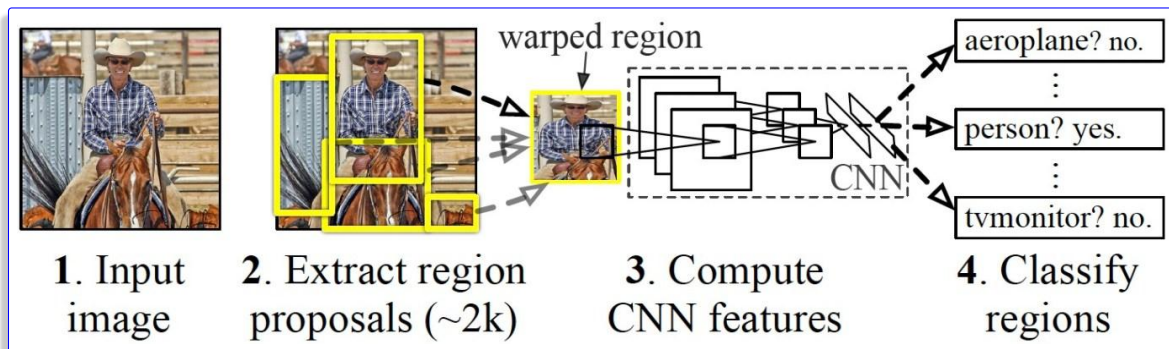 warped region
aeroplane? no.
⋮
person? yes.
CNN
⋮
tvmonitor? no.
1. Input
image
2. Extract region
proposals (~2k)
3. Compute
CNN features
4. Classify
regions